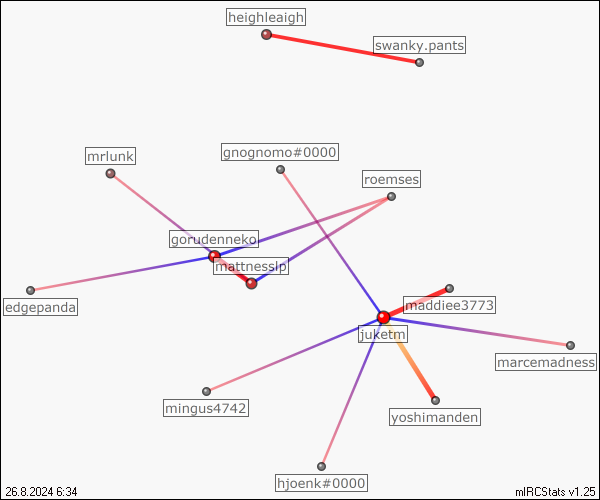 heighleaigh
swanky.pants
mrlunk
gnognomo#0000
roemses
gorudenneko
mattnesslp
edgepanda
maddiee3773
juketm
marcemadness
mingus4742
yoshimanden
hjoenk#0000
26.8.2024 6:34
mIRCStats v1.25